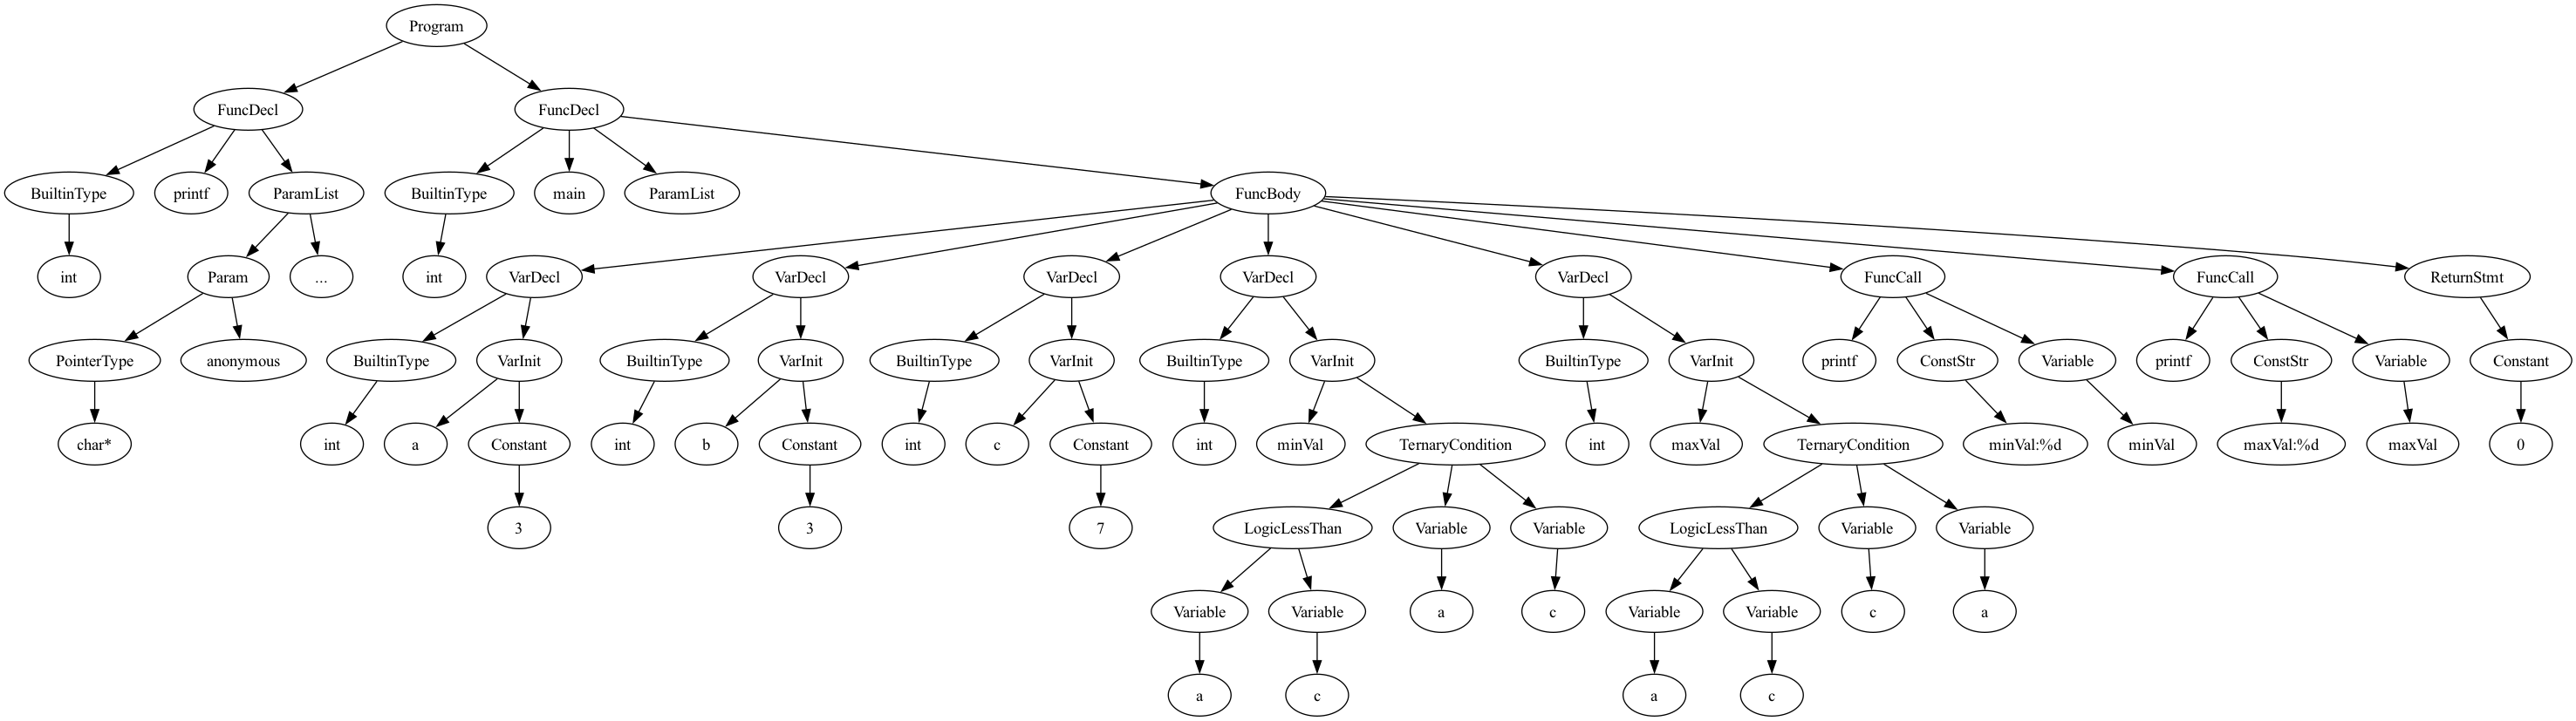 Program
FuncDecl
FuncDecl
BuiltinType
printf
ParamList
BuiltinType
main
ParamList
FuncBody
int
Param
...
int
VarDecl
VarDecl
VarDecl
VarDecl
VarDecl
FuncCall
FuncCall
ReturnStmt
PointerType
anonymous
BuiltinType
VarInit
BuiltinType
VarInit
BuiltinType
VarInit
BuiltinType
VarInit
BuiltinType
VarInit
printf
ConstStr
Variable
printf
ConstStr
Variable
Constant
char*
int
a
Constant
int
b
Constant
int
c
Constant
int
minVal
TernaryCondition
int
maxVal
TernaryCondition
minVal:%d
minVal
maxVal:%d
maxVal
0
3
3
7
LogicLessThan
Variable
Variable
LogicLessThan
Variable
Variable
Variable
Variable
a
c
Variable
Variable
c
a
a
c
a
c